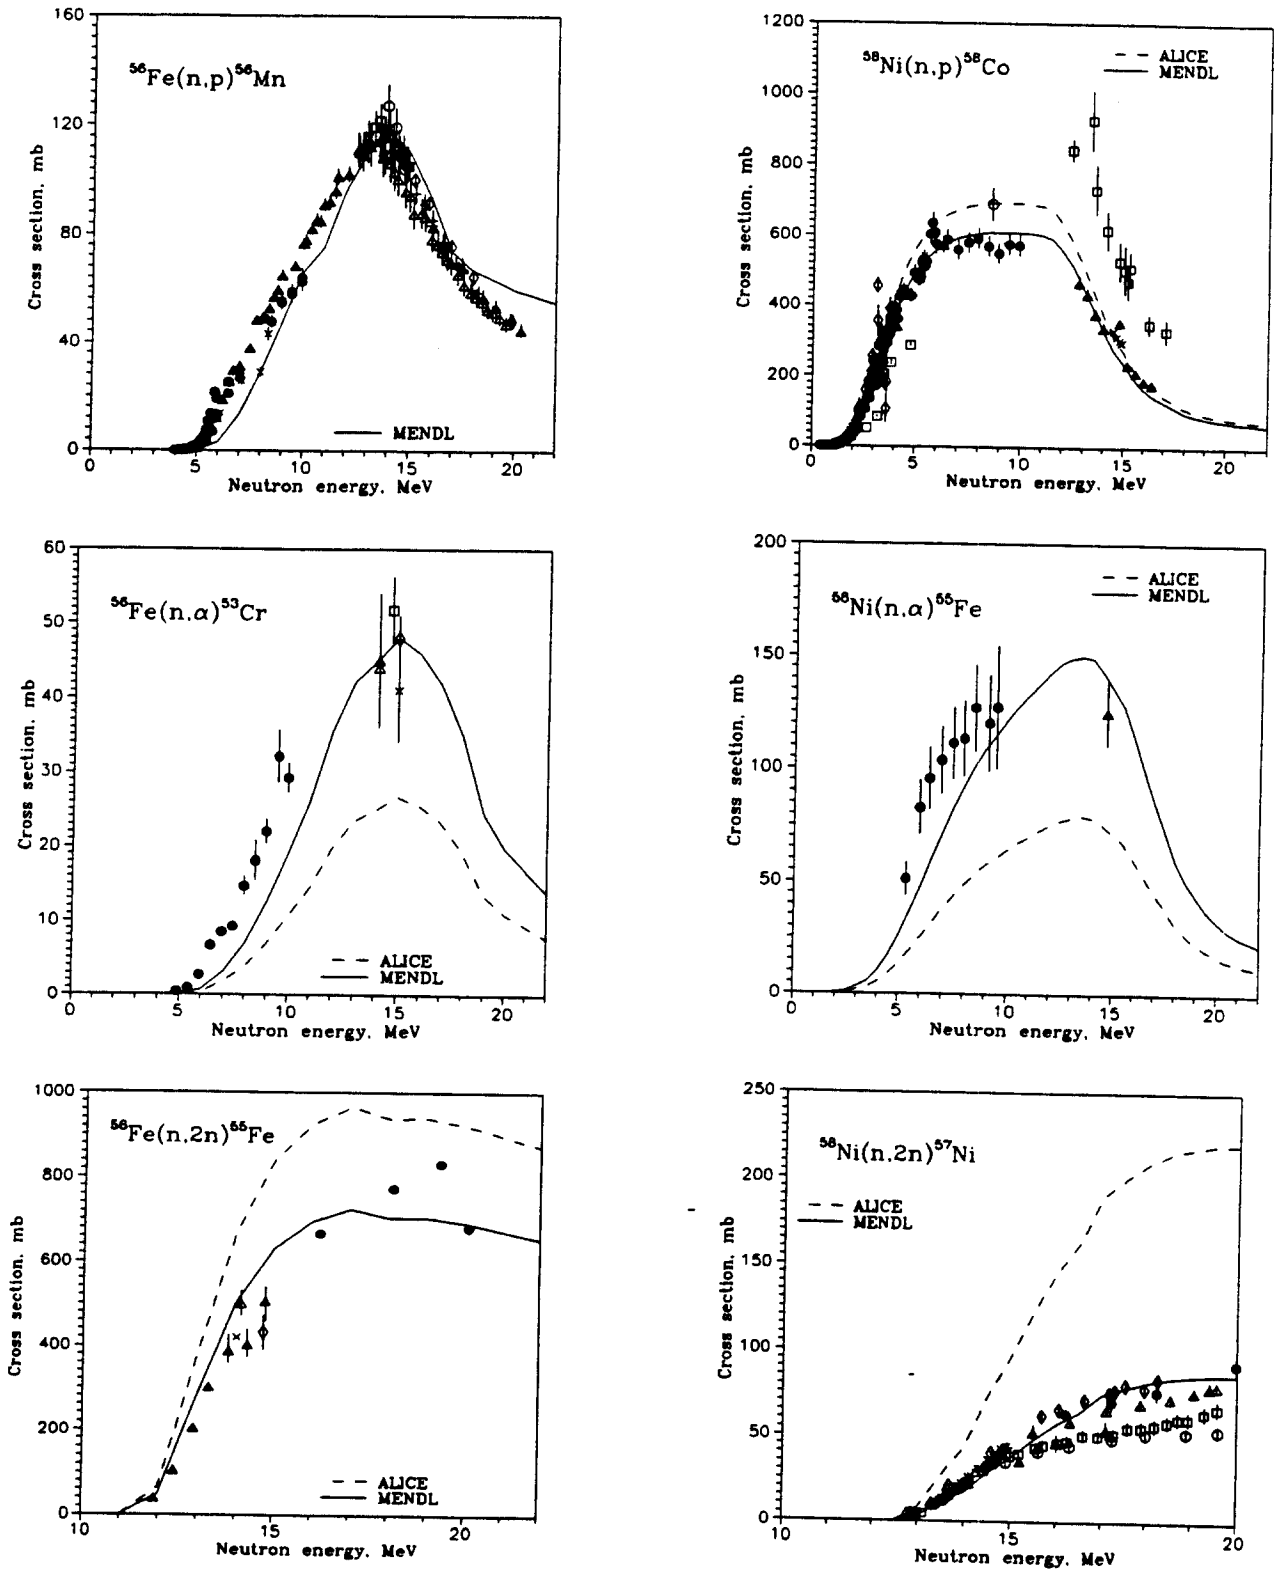 ⁵⁶Fe(n,p)⁵⁶Mn
Cross section, mb
160
120
80
40
0
0
5
10
15
20
Neutron energy, MeV
MENDL
⁵⁸Ni(n,p)⁵⁸Co
ALICE
MENDL
Cross section, mb
1200
1000
800
600
400
200
0
0
5
10
15
20
Neutron energy, MeV
⁵⁶Fe(n,α)⁵³Cr
Cross section, mb
60
50
40
30
20
10
0
0
5
10
15
20
Neutron energy, MeV
ALICE
MENDL
⁵⁸Ni(n,α)⁵⁵Fe
ALICE
MENDL
Cross section, mb
200
150
100
50
0
0
5
10
15
20
Neutron energy, MeV
⁵⁶Fe(n,2n)⁵⁵Fe
Cross section, mb
1000
800
600
400
200
0
10
15
20
Neutron energy, MeV
ALICE
MENDL
⁵⁸Ni(n,2n)⁵⁷Ni
ALICE
MENDL
Cross section, mb
250
200
150
100
50
0
10
15
20
Neutron energy, MeV